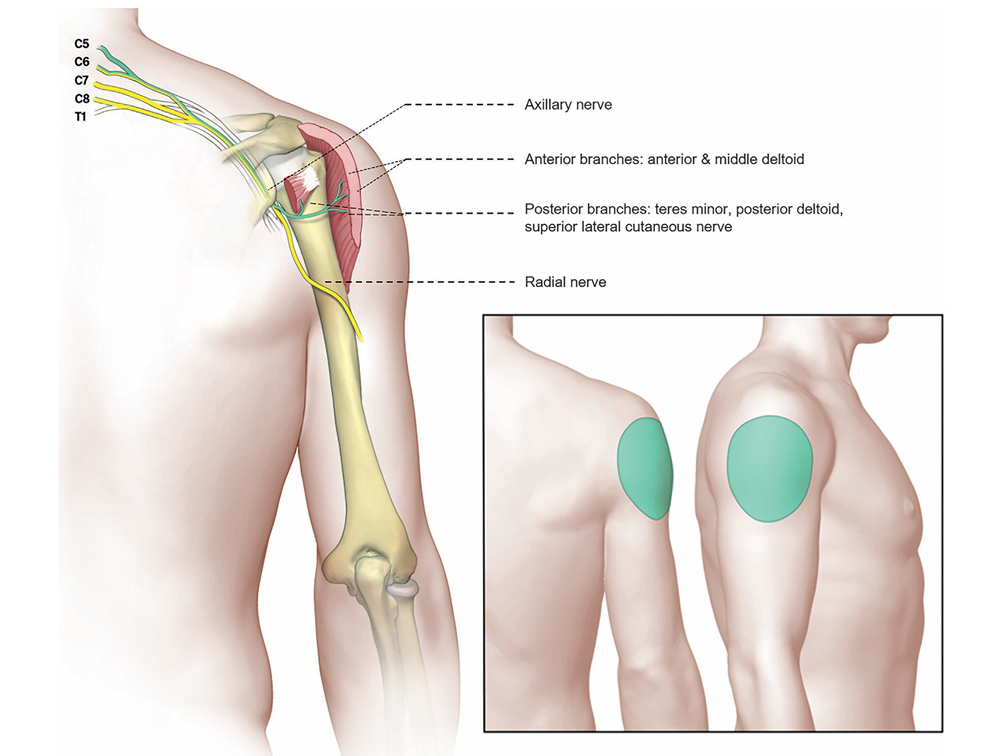 C5
C6
C7
C8
T1
Axillary nerve
Anterior branches: anterior & middle deltoid
Posterior branches: teres minor, posterior deltoid,
superior lateral cutaneous nerve
Radial nerve